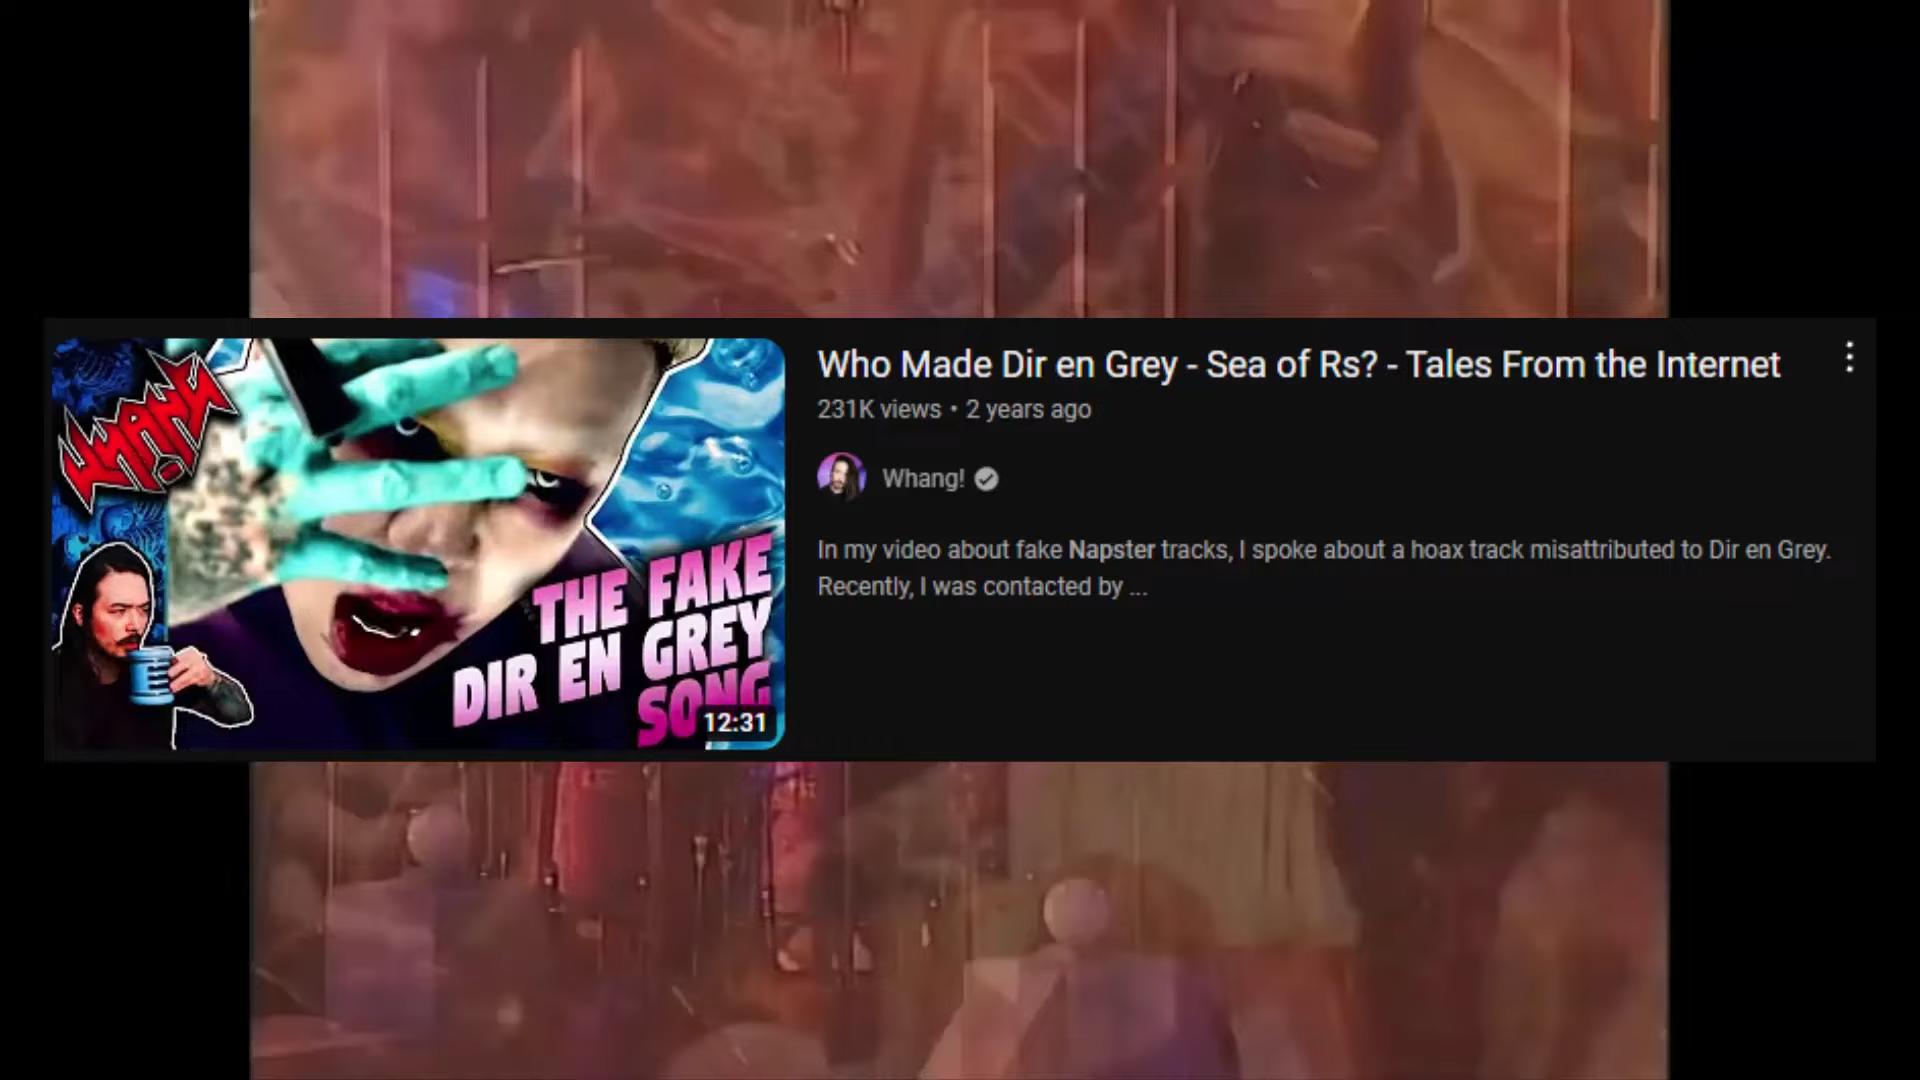 WHANG!
THE FAKE
DIR EN GREY
SONG
12:31
Who Made Dir en Grey - Sea of Rs? - Tales From the Internet
231K views • 2 years ago
Whang!
In my video about fake Napster tracks, I spoke about a hoax track misattributed to Dir en Grey.
Recently, I was contacted by ...